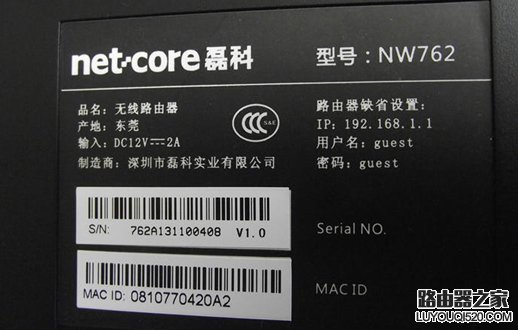 net-core磊科
型号：NW762
品名：无线路由器
产地：东莞
输入：DC12V⎓2A
制造商：深圳市磊科实业有限公司
CCC S&E
路由器缺省设置：
IP: 192.168.1.1
用户名：guest
密码：guest
S/N: 762A131100408 V1.0
Serial NO.
MAC ID: 0810770420A2
MAC ID
路由器之家
LUYOUQI520.COM